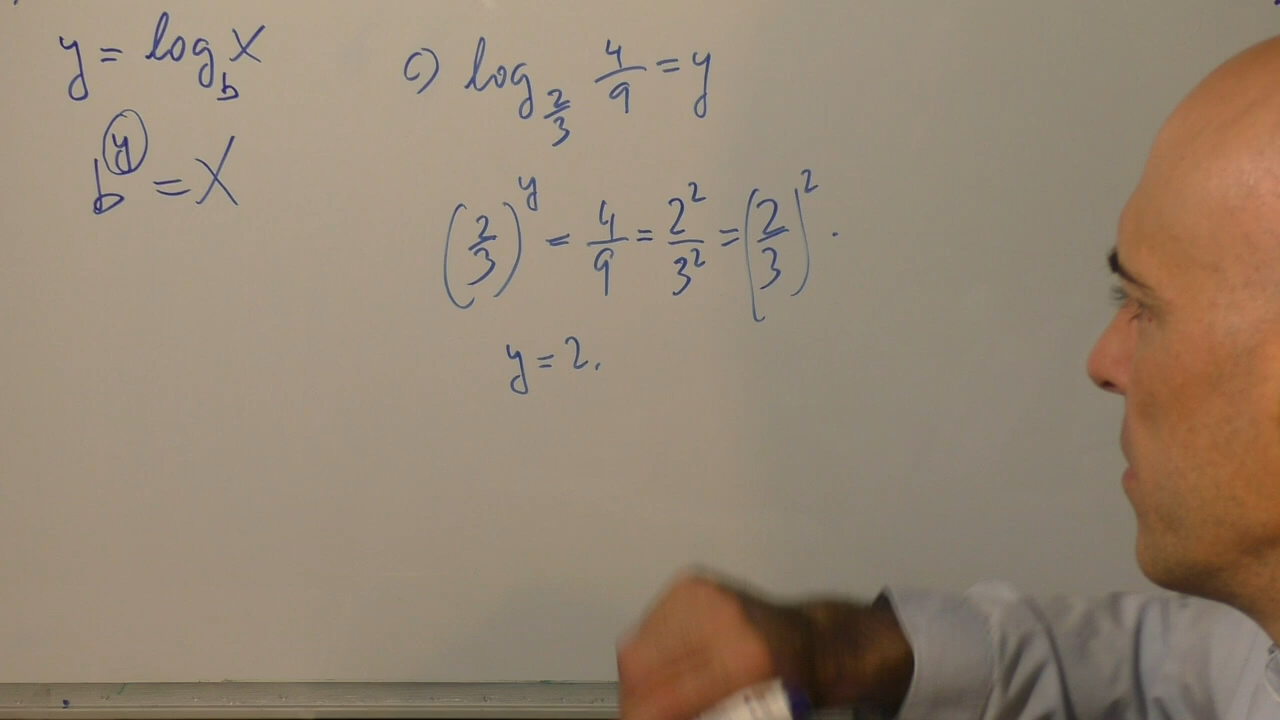 y = log_b x
b^y = x
c) log_{2/3} 4/9 = y
(2/3)^y = 4/9 = 2^2/3^2 = (2/3)^2.
y = 2.